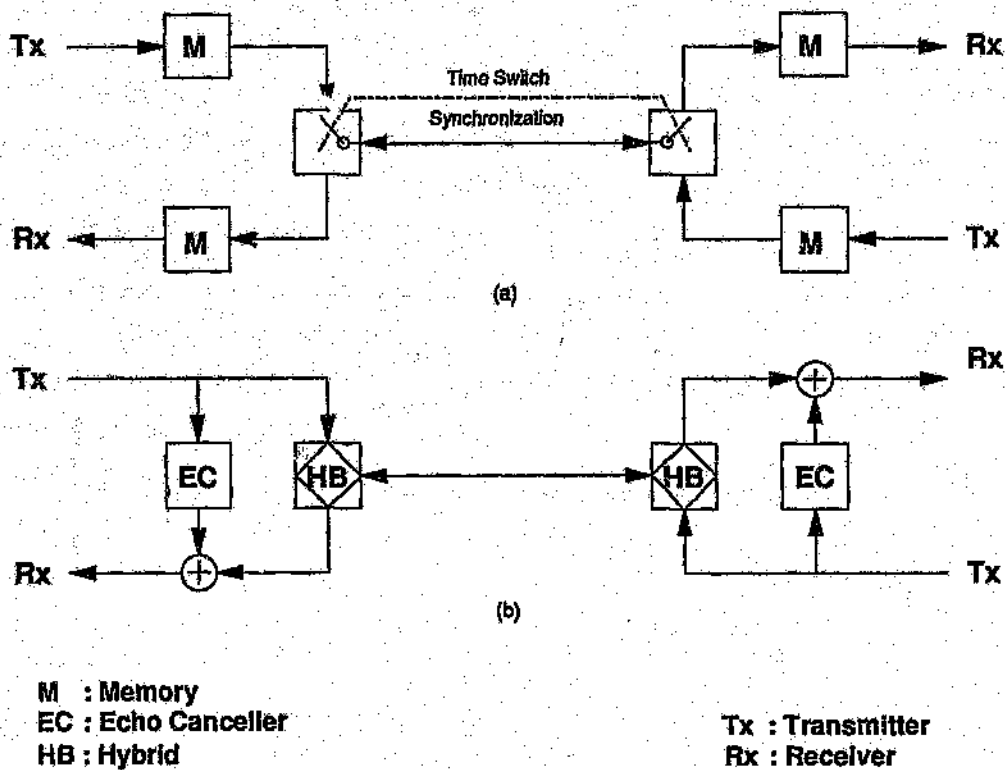 Tx M M Rx
Time Switch
Synchronization
Rx M M Tx
(a)
Tx Rx
EC HB HB EC
Rx Tx
(b)
M : Memory
EC : Echo Canceller
HB : Hybrid
Tx : Transmitter
Rx : Receiver